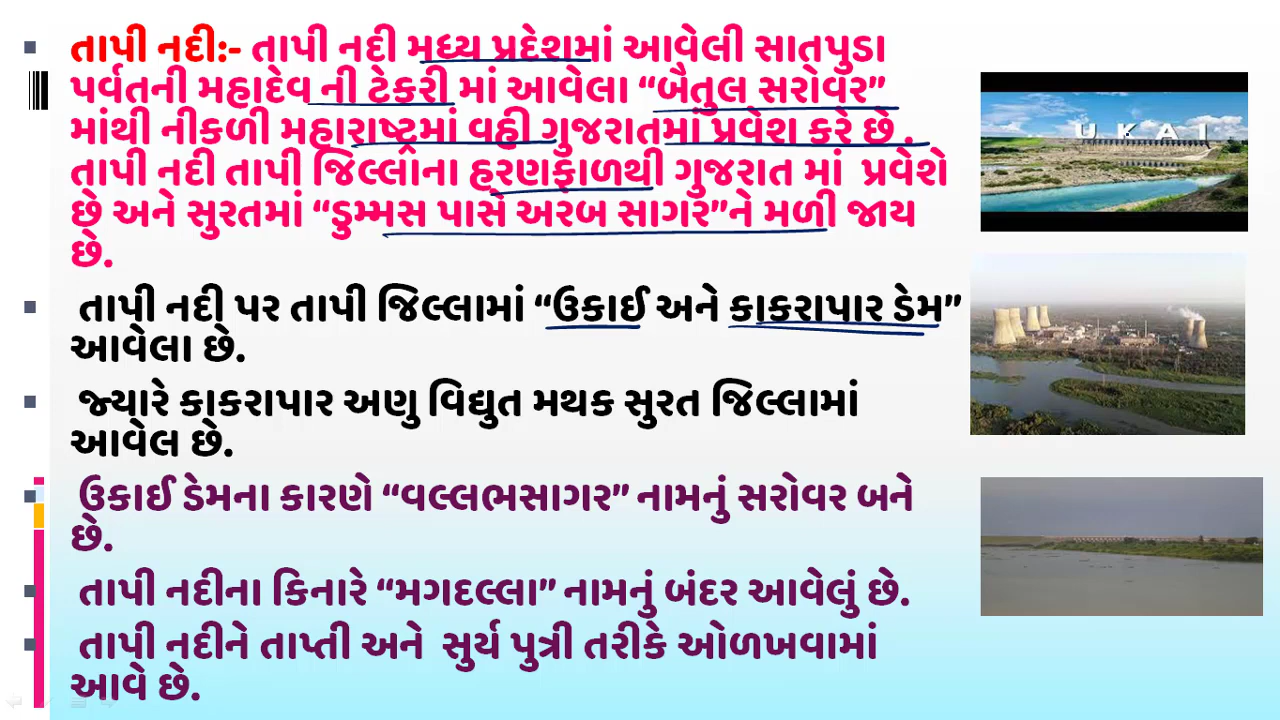 તાપી નદી:- તાપી નદી મધ્ય પ્રદેશમાં આવેલી સાતપુડા
પર્વતની મહાદેવ ની ટેકરી માં આવેલા “બૈતુલ સરોવર”
માંથી નીકળી મહારાષ્ટ્રમાં વહી ગુજરાતમાં પ્રવેશ કરે છે .
તાપી નદી તાપી જિલ્લાના હરણફાળથી ગુજરાત માં પ્રવેશે
છે અને સુરતમાં “ડુમ્મસ પાસે અરબ સાગર”ને મળી જાય
છે.
તાપી નદી પર તાપી જિલ્લામાં “ઉકાઈ અને કાકરાપાર ડેમ”
આવેલા છે.
જ્યારે કાકરાપાર અણુ વિદ્યુત મથક સુરત જિલ્લામાં
આવેલ છે.
ઉકાઈ ડેમના કારણે “વલ્લભસાગર” નામનું સરોવર બને
છે.
તાપી નદીના કિનારે “મગદલ્લા” નામનું બંદર આવેલું છે.
તાપી નદીને તાપ્તી અને સુર્ય પુત્રી તરીકે ઓળખવામાં
આવે છે.
UKAI